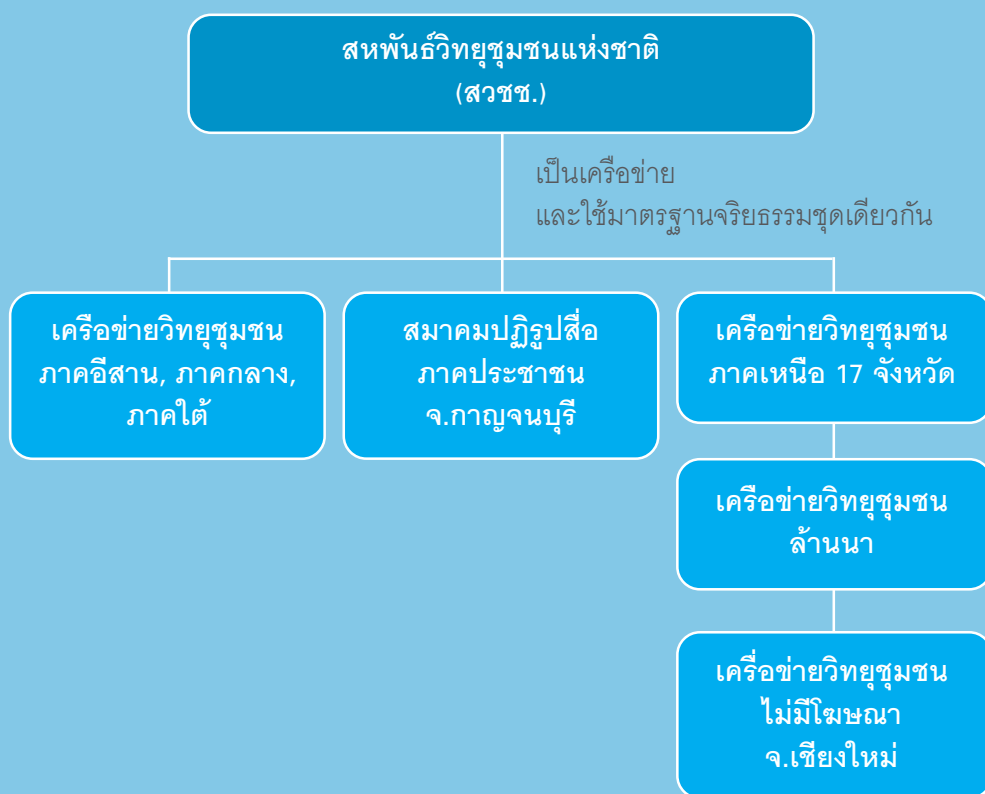 สหพันธ์วิทยุชุมชนแห่งชาติ
(สวชช.)
เป็นเครือข่าย
และใช้มาตรฐานจริยธรรมชุดเดียวกัน
เครือข่ายวิทยุชุมชน
ภาคอีสาน, ภาคกลาง,
ภาคใต้
สมาคมปฏิรูปสื่อ
ภาคประชาชน
จ.กาญจนบุรี
เครือข่ายวิทยุชุมชน
ภาคเหนือ 17 จังหวัด
เครือข่ายวิทยุชุมชน
ล้านนา
เครื่อข่ายวิทยุชุมชน
ไม่มีโฆษณา
จ.เชียงใหม่